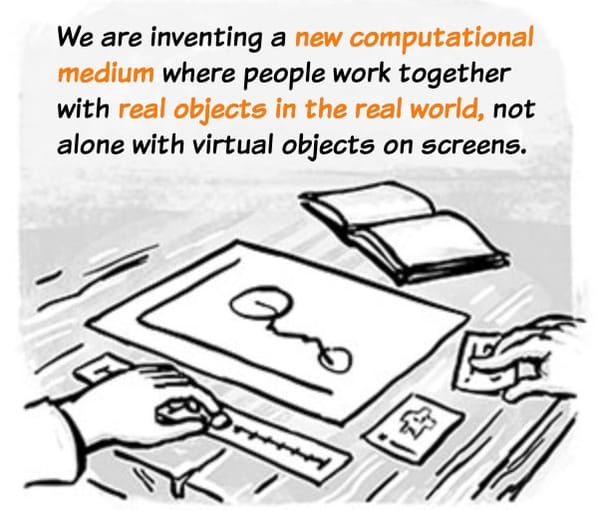 We are inventing a new computational
medium where people work together
with real objects in the real world, not
alone with virtual objects on screens.